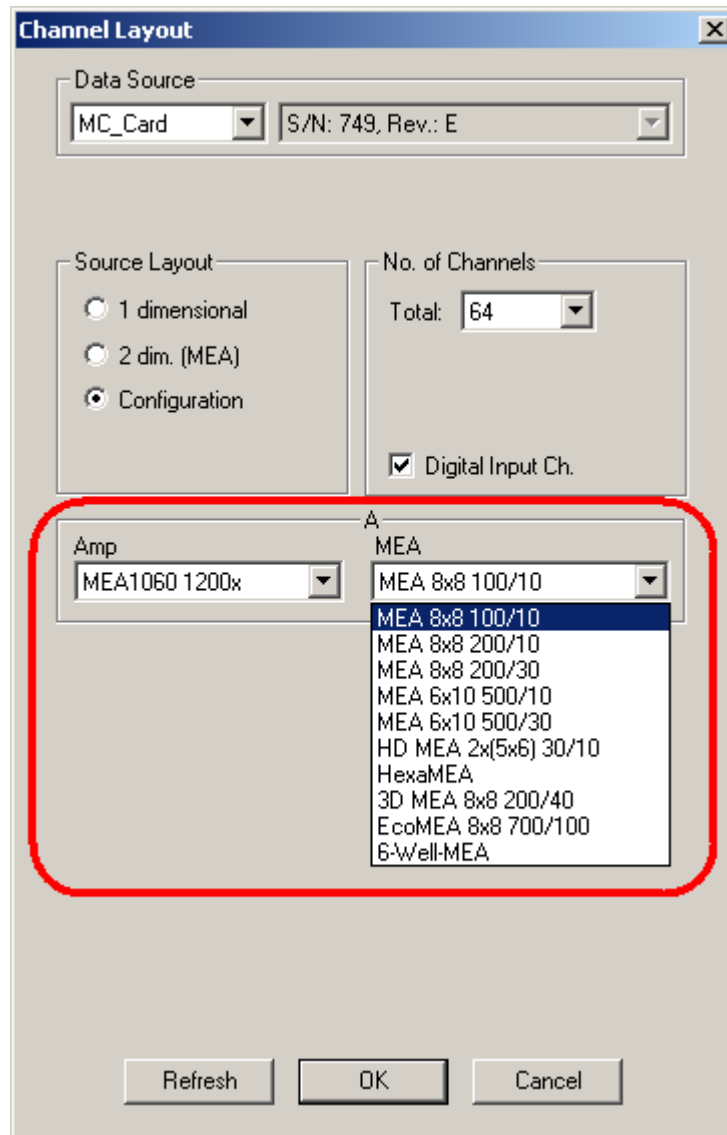 Channel Layout
Data Source
MC_Card
S/N: 749, Rev.: E
Source Layout
1 dimensional
2 dim. (MEA)
Configuration
No. of Channels
Total: 64
Digital Input Ch.
A
Amp
MEA1060 1200x
MEA
MEA 8x8 100/10
MEA 8x8 100/10
MEA 8x8 200/10
MEA 8x8 200/30
MEA 6x10 500/10
MEA 6x10 500/30
HD MEA 2x(5x6) 30/10
HexaMEA
3D MEA 8x8 200/40
EcoMEA 8x8 700/100
6-Well-MEA
Refresh
OK
Cancel